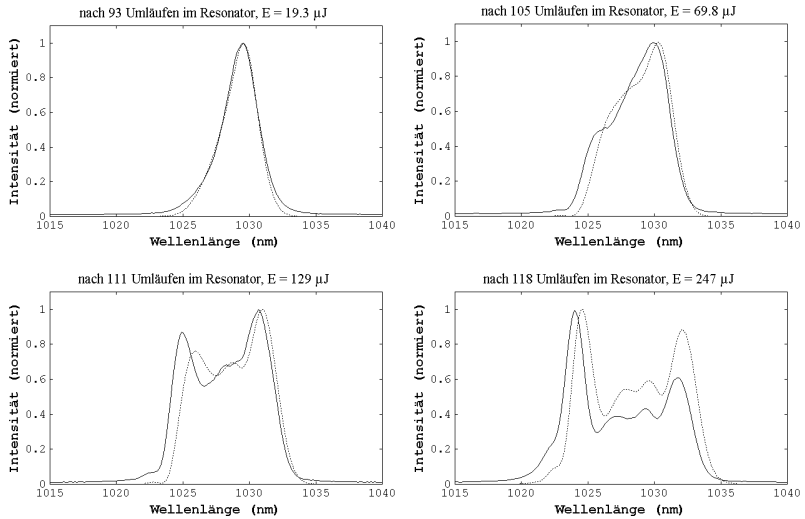 nach 93 Umläufen im Resonator, E = 19.3 µJ
Intensität (normiert)
1
0.8
0.6
0.4
0.2
0
1015 1020 1025 1030 1035 1040
Wellenlänge (nm)
nach 105 Umläufen im Resonator, E = 69.8 µJ
Intensität (normiert)
1
0.8
0.6
0.4
0.2
0
1015 1020 1025 1030 1035 1040
Wellenlänge (nm)
nach 111 Umläufen im Resonator, E = 129 µJ
Intensität (normiert)
1
0.8
0.6
0.4
0.2
0
1015 1020 1025 1030 1035 1040
Wellenlänge (nm)
nach 118 Umläufen im Resonator, E = 247 µJ
Intensität (normiert)
1
0.8
0.6
0.4
0.2
0
1015 1020 1025 1030 1035 1040
Wellenlänge (nm)